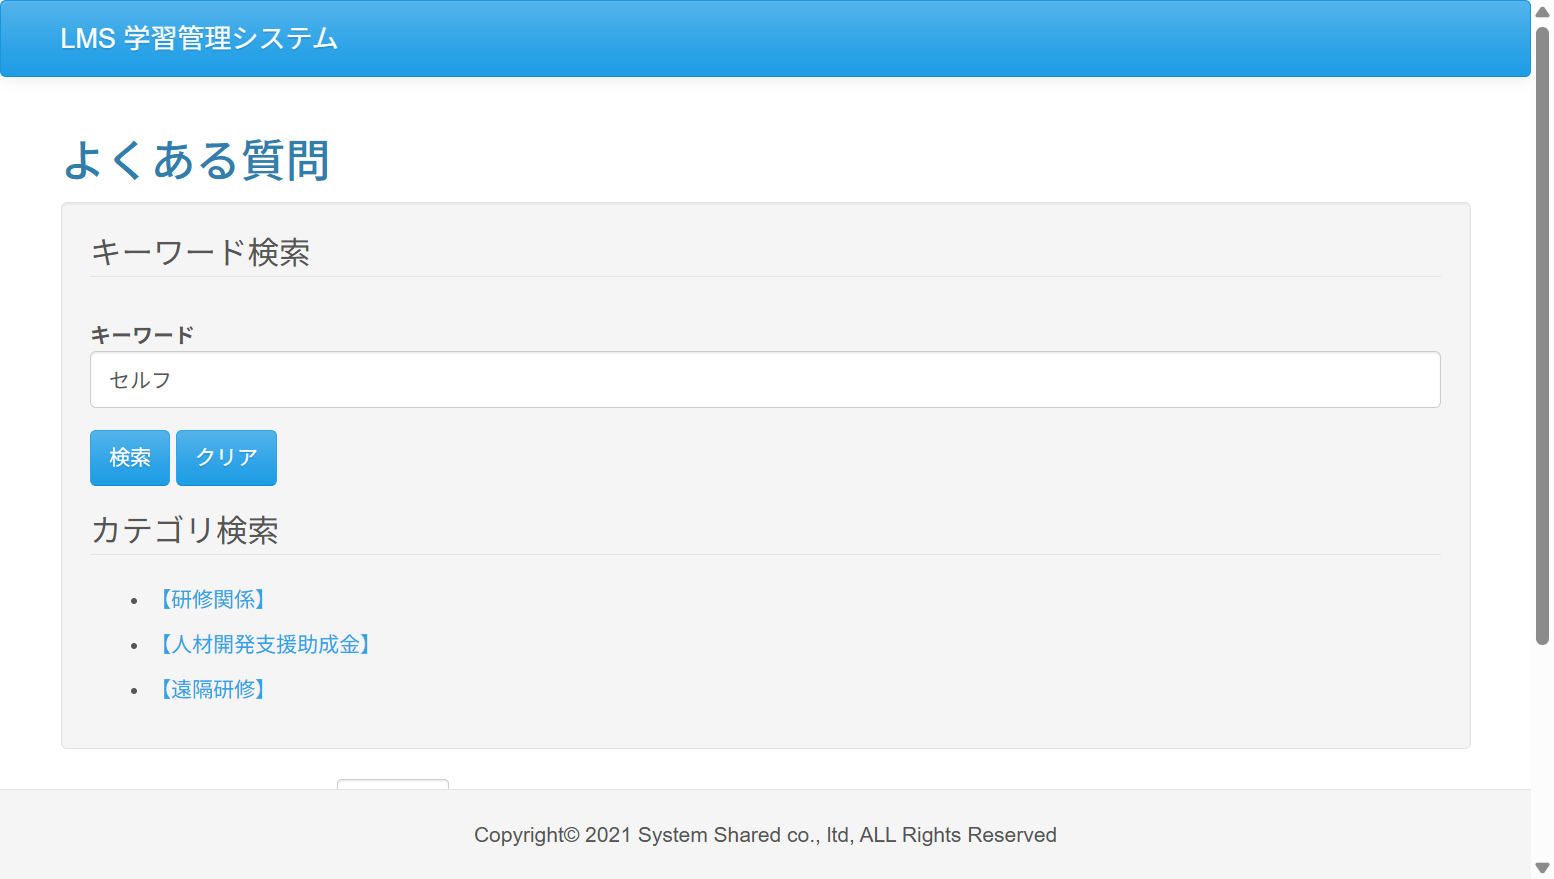 LMS 学習管理システム
よくある質問
キーワード検索
キーワード
セルフ
検索 クリア
カテゴリ検索
【研修関係】
【人材開発支援助成金】
【遠隔研修】
Copyright© 2021 System Shared co., ltd, ALL Rights Reserved